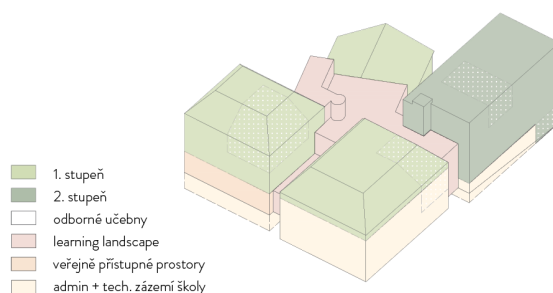 1. stupeň
2. stupeň
odborné učebny
learning landscape
veřejně přístupné prostory
admin + tech. zázemí školy